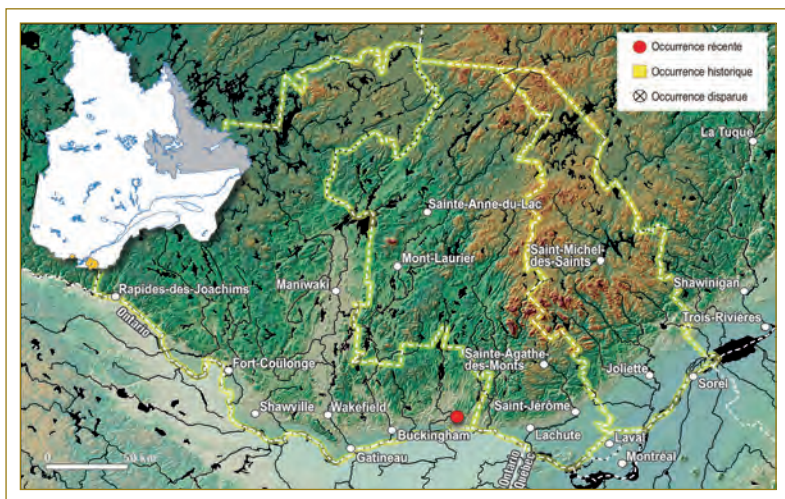 Occurrence récente
Occurrence historique
Occurrence disparue
La Tuque
Sainte-Anne-du-Lac
Saint-Michel
des-Saints
Mont-Laurier
Maniwaki
Shawinigan
Rapides-des-Joachims
Trois-Rivières
Ontario
Fort-Coülonge
Sainte-Agathe
des-Monts
Joliette
Sorel
Shawville
Wakefield
Saint-Jérôme
Buckingham
Lachute
Laval
Gatineau
Ontario
Québec
Montréal
0 50 km